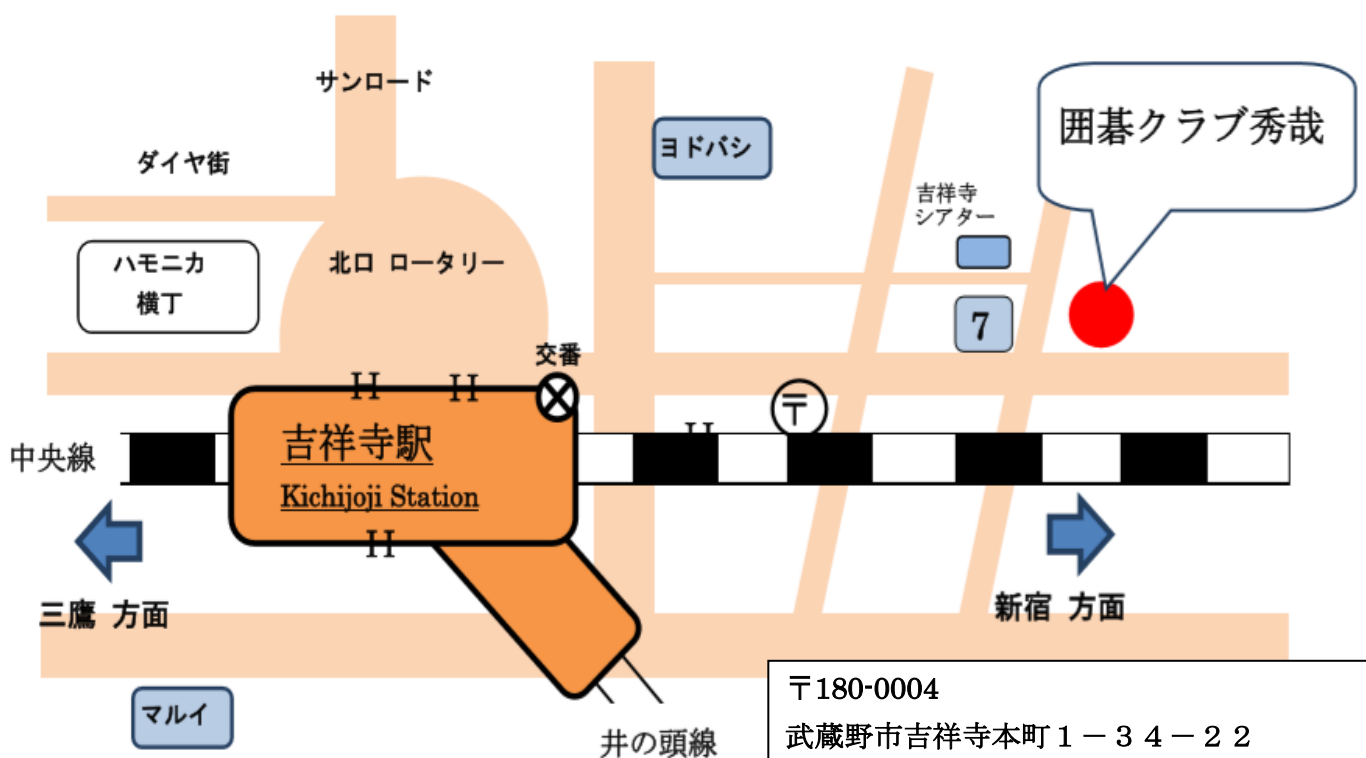 サンロード
ダイヤ街
ヨドバシ
囲碁クラブ秀哉
吉祥寺
シアター
ハモニカ
横丁
北口 ロータリー
7
交番
〒
中央線
吉祥寺駅
Kichijoji Station
三鷹 方面
新宿 方面
マルイ
井の頭線
〒180-0004
武蔵野市吉祥寺本町１－３４－２２